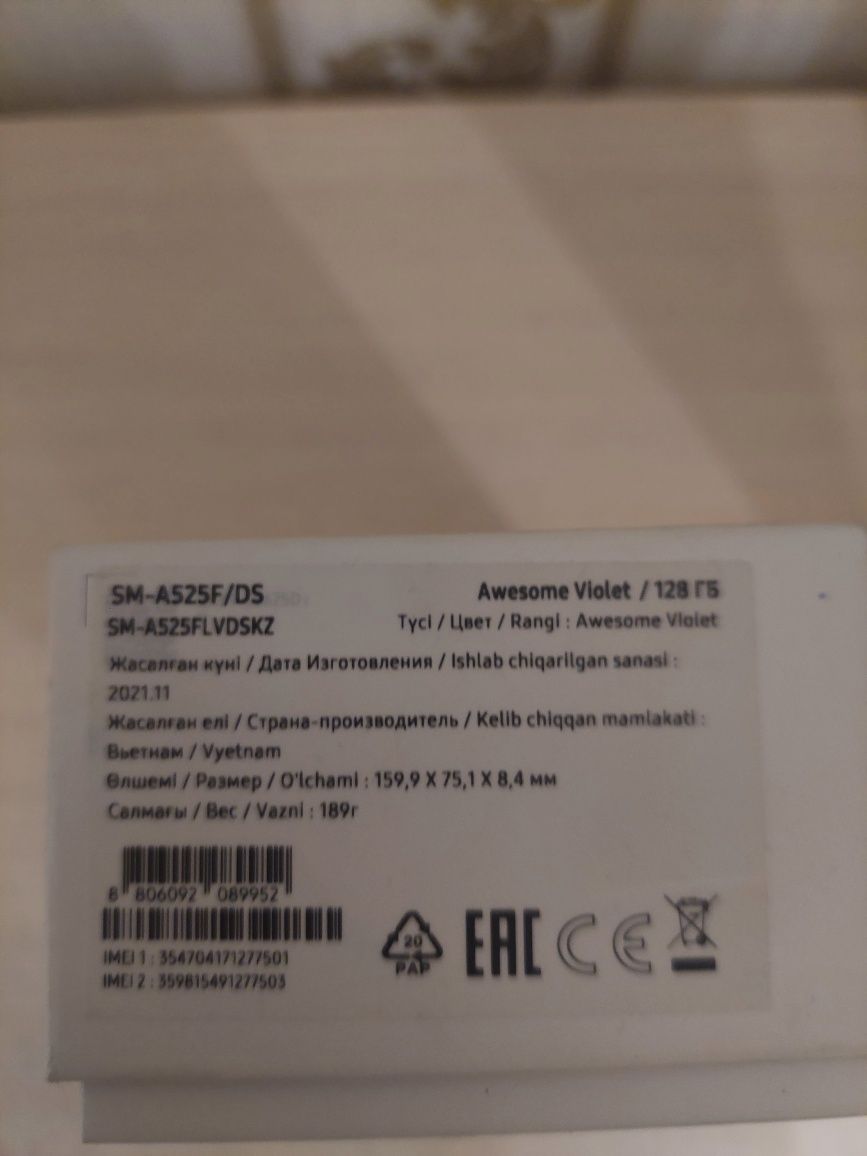 SM-A525F/DS
Awesome Violet / 128 ГБ
SM-A525FLVDSKZ
Түсі / Цвет / Rangi : Awesome Violet
Жасалған күні / Дата Изготовления / Ishlab chiqarilgan sanasi :
2021.11
Жасалған елі / Страна-производитель / Kelib chiqqan mamlakati :
Вьетнам / Vyetnam
Өлшемі / Размер / O'lchami : 159,9 X 75,1 X 8,4 мм
Салмағы / Вес / Vazni : 189г
8 806092 089952
IMEI 1 : 354704171277501
IMEI 2 : 359815491277503
20
PAP
EAC
CE